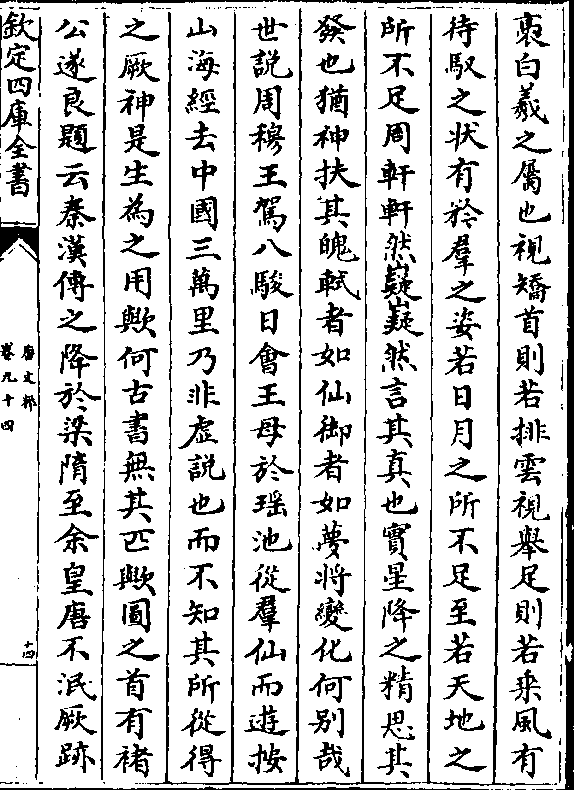 褭白羲之屬也視矯首則若排雲視舉足則若乘風有
待馭之狀有矜羣之姿若日月之所不足至若天地之
所不足周軒軒然嶷嶷然言其真也實星降之精思其
發也猶神扶其魄軾者如仙御者如夢將變化何別哉
世説周穆王駕八駿日會王母於瑶池從羣仙而遊按
山海經去中國三萬里乃非虚説也而不知其所從得
之厥神是生為之用歟何古書無其匹歟圖之首有褚
公遂良題云秦漢傳之降於梁隋至余皇唐不泯厥跡
欽定四庫全書
唐文粹
卷九十四
十四